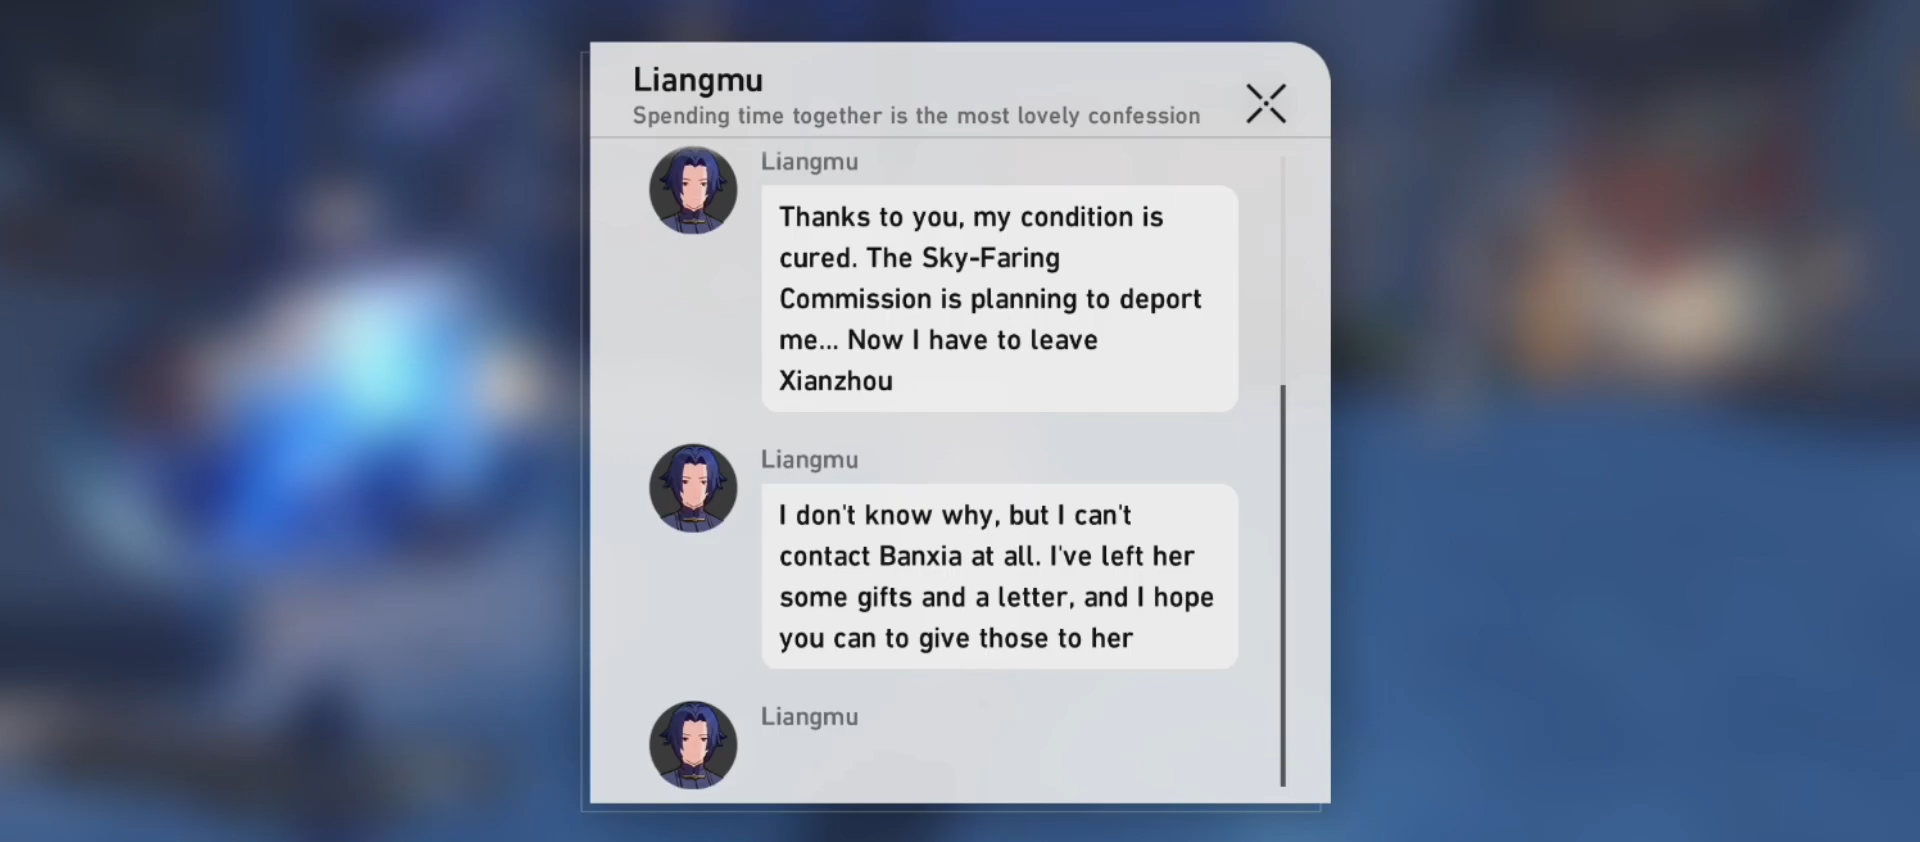 Liangmu
Spending time together is the most lovely confession
Liangmu
Thanks to you, my condition is
cured. The Sky-Faring
Commission is planning to deport
me... Now I have to leave
Xianzhou
Liangmu
I don't know why, but I can't
contact Banxia at all. I've left her
some gifts and a letter, and I hope
you can to give those to her
Liangmu